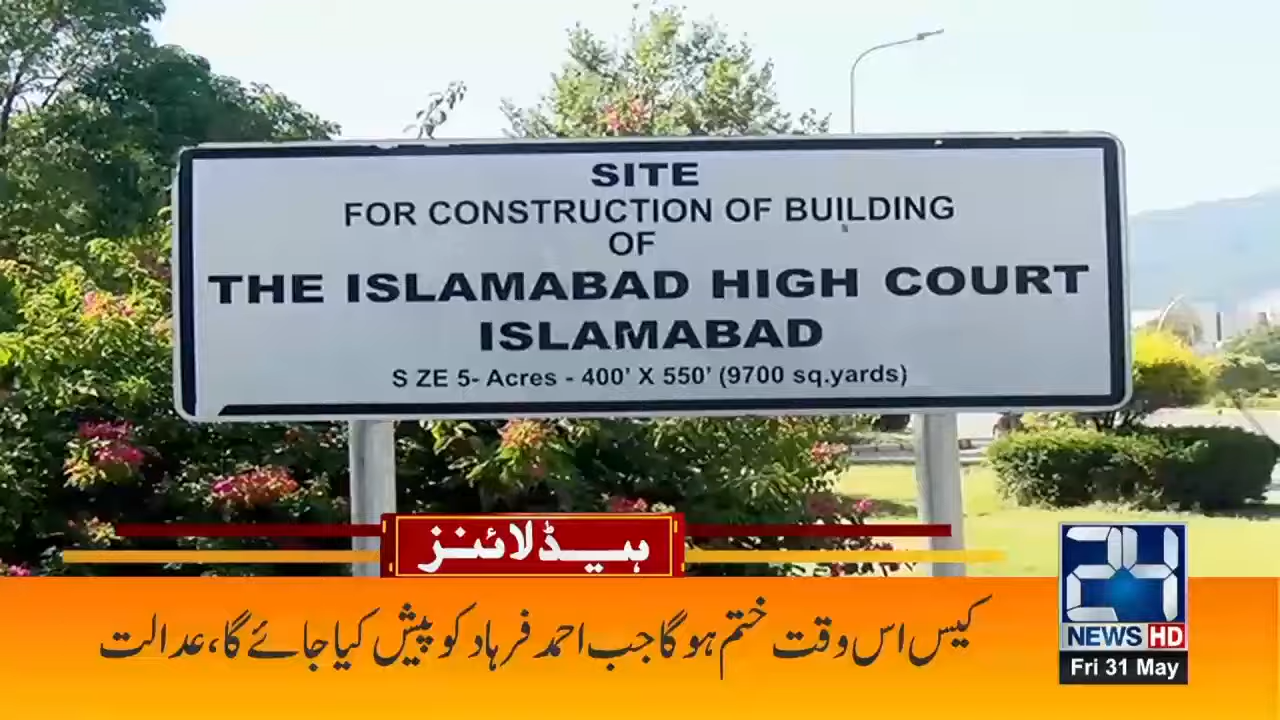 SITE
FOR CONSTRUCTION OF BUILDING
OF
THE ISLAMABAD HIGH COURT
ISLAMABAD
S ZE 5- Acres - 400' X 550' (9700 sq.yards)
ہیڈلائنز
کیس اس وقت ختم ہوگا جب احمد فرہاد کو پیش کیا جائے گا، عدالت
24
NEWS HD
Fri 31 May